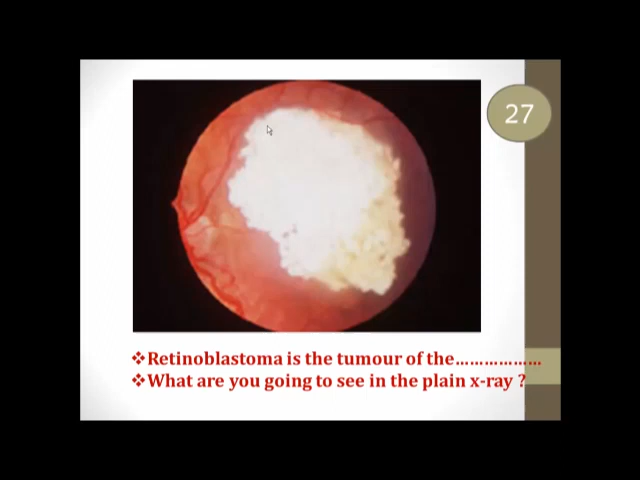 27
❖Retinoblastoma is the tumour of the………………
❖What are you going to see in the plain x-ray ?